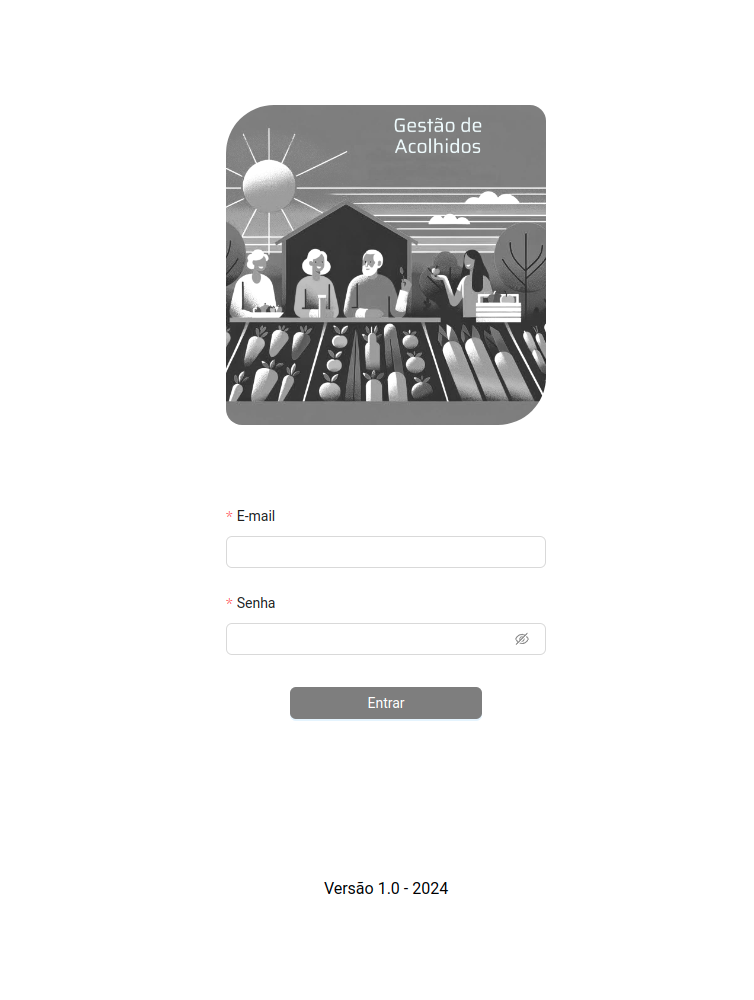 Gestão de
Acolhidos
* E-mail
* Senha
Entrar
Versão 1.0 - 2024